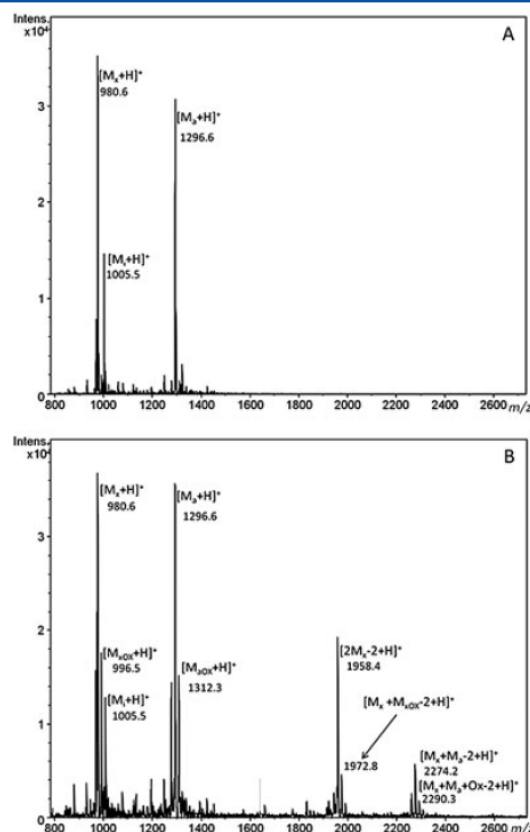 Intens.
x10⁴
A
[Mₓ+H]⁺
980.6
[Mₐ+H]⁺
1296.6
3
[Mᵢ+H]⁺
1005.5
2
1
0
800 1000 1200 1400 1600 1800 2000 2200 2400 2600 m/z
Intens.
x10⁴
B
[Mₓ+H]⁺
980.6
[Mₐ+H]⁺
1296.6
3
[MₓOX+H]⁺
996.5
[MₐOX+H]⁺
1312.3
[Mᵢ+H]⁺
1005.5
2
[2Mₓ-2+H]⁺
1958.4
[Mₓ +MₓOX-2+H]⁺
1972.8
1
[Mₓ+Mₐ-2+H]⁺
2274.2
[Mₓ+Mₐ+Ox-2+H]⁺
2290.3
0
800 1000 1200 1400 1600 1800 2000 2200 2400 2600